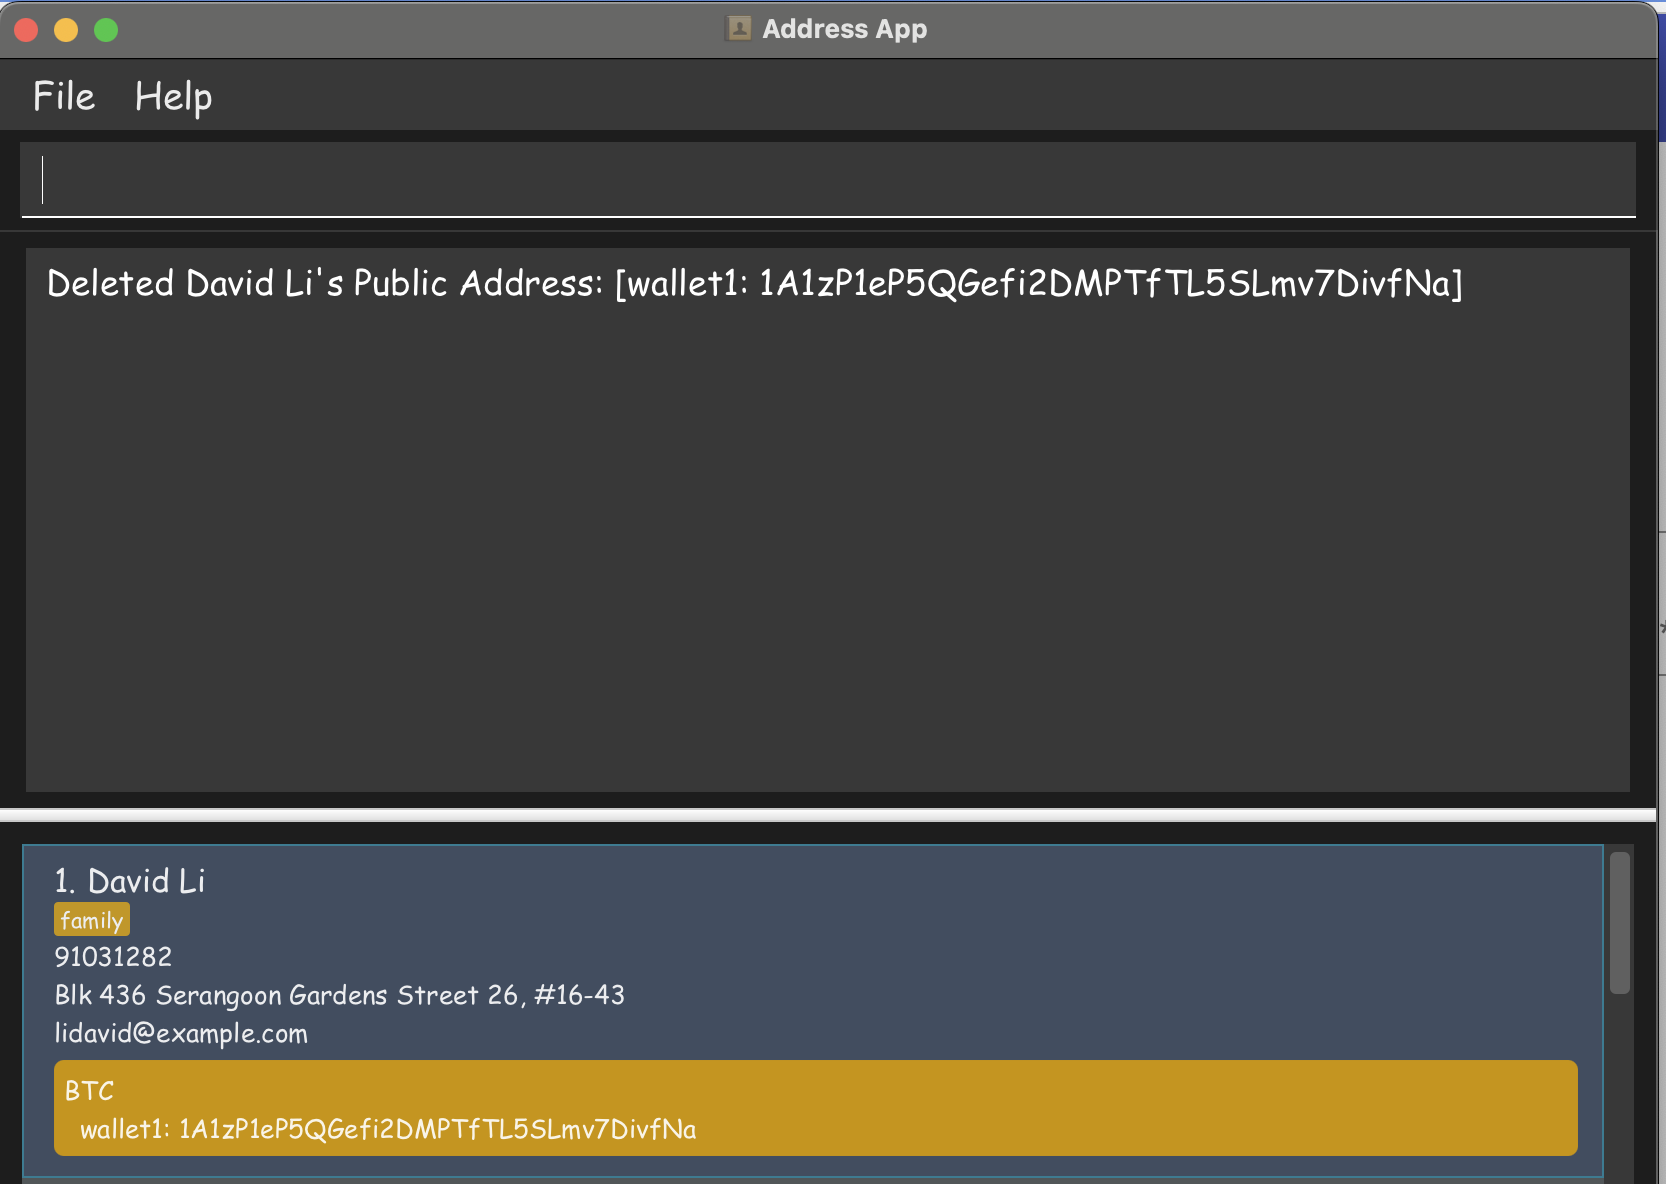 Address App
File Help
Deleted David Li's Public Address: [wallet1: 1A1zP1eP5QGefi2DMPTfTL5SLmv7DivfNa]
1. David Li
family
91031282
Blk 436 Serangoon Gardens Street 26, #16-43
lidavid@example.com
BTC
wallet1: 1A1zP1eP5QGefi2DMPTfTL5SLmv7DivfNa